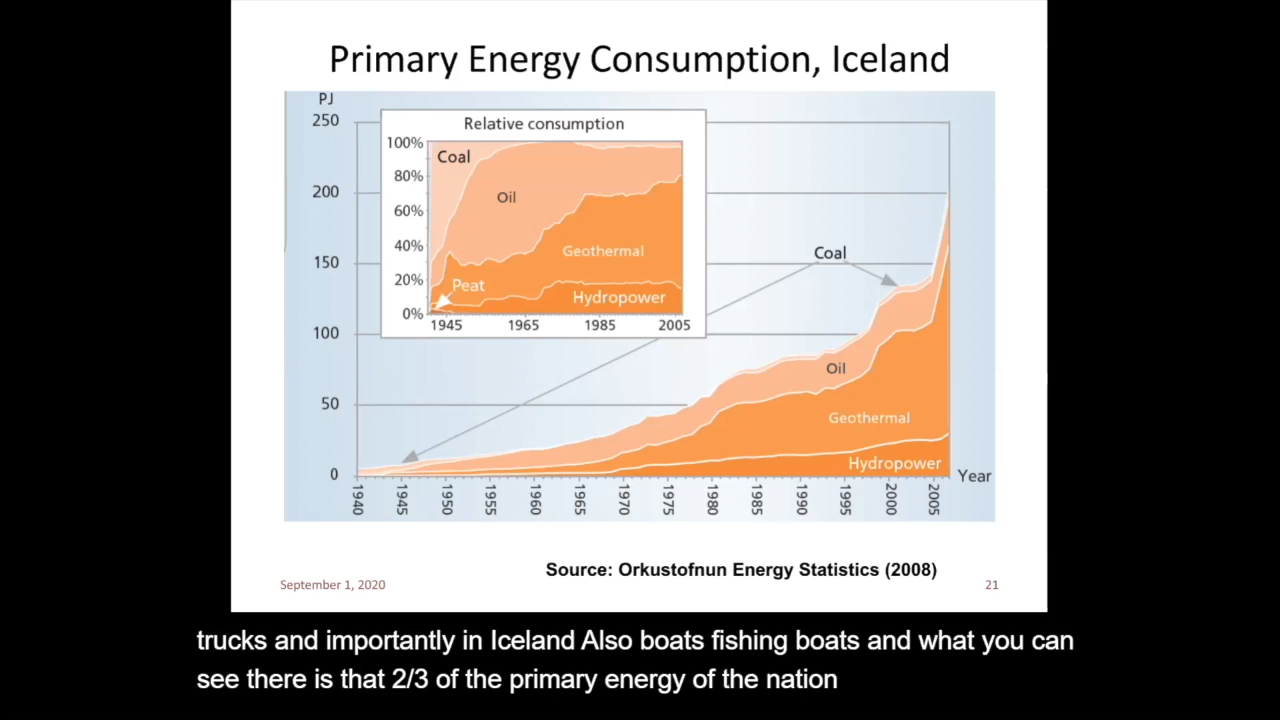 Primary Energy Consumption, Iceland
PJ
250
200
150
100
50
0
Relative consumption
100%
80%
60%
40%
20%
0%
Coal
Oil
Geothermal
Peat
Hydropower
1945
1965
1985
2005
Coal
Oil
Geothermal
Hydropower
Year
1940
1945
1950
1955
1960
1965
1970
1975
1980
1985
1990
1995
2000
2005
Source: Orkustofnun Energy Statistics (2008)
September 1, 2020
21
trucks and importantly in Iceland Also boats fishing boats and what you can
see there is that 2/3 of the primary energy of the nation